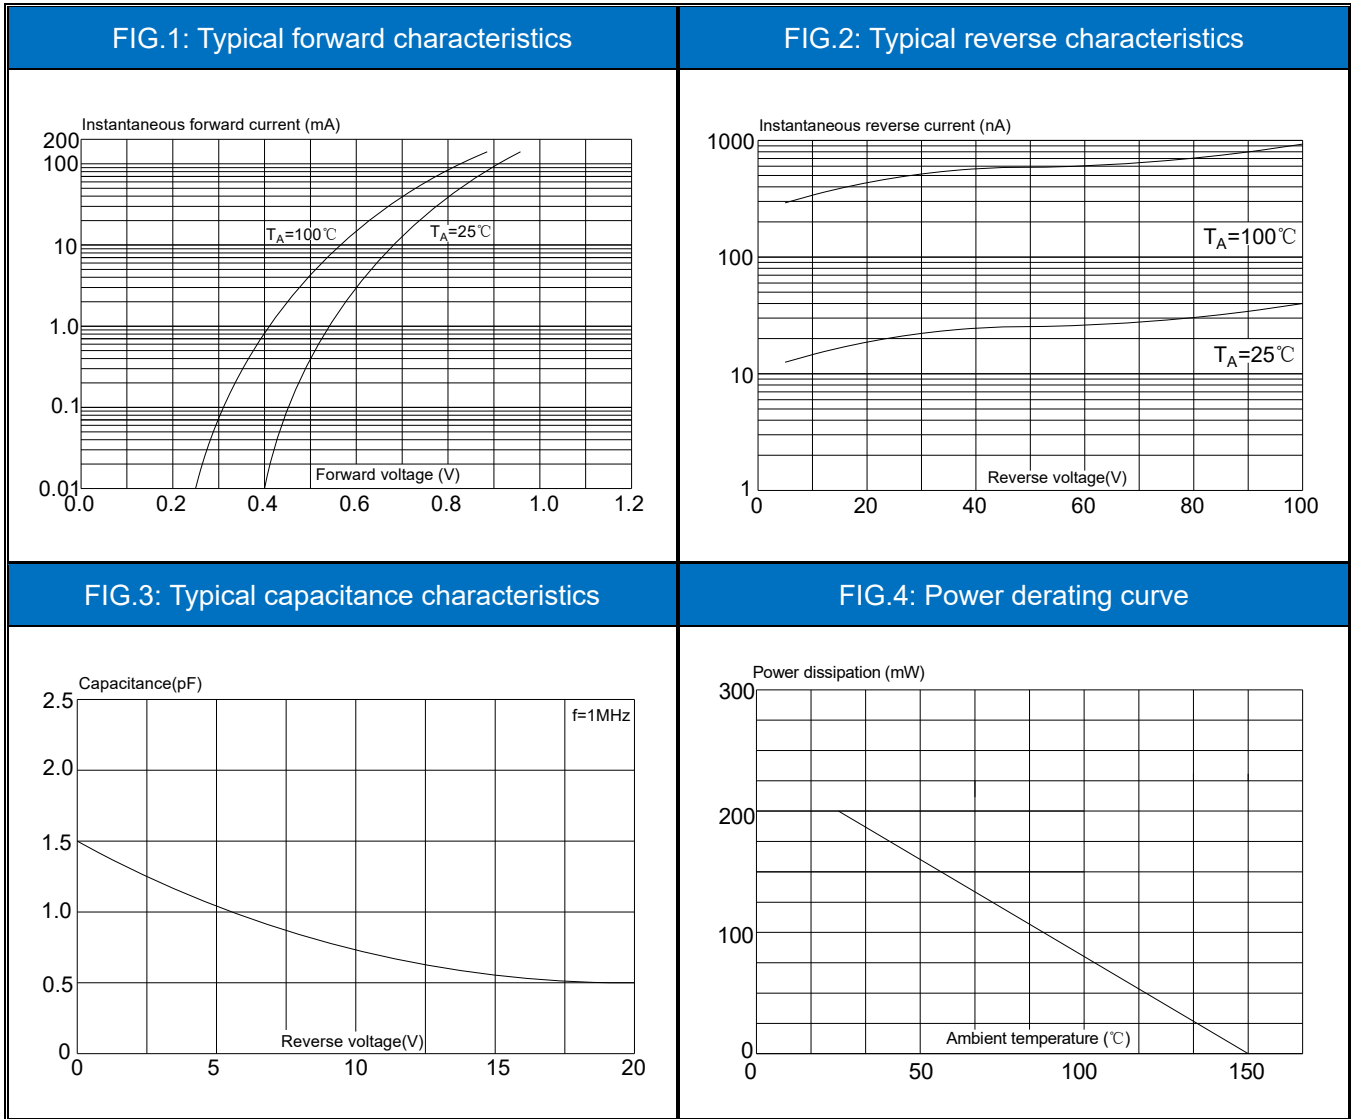 FIG.1: Typical forward characteristics
FIG.2: Typical reverse characteristics
Instantaneous forward current (mA)
200
100
10
1.0
0.1
0.01
TA=100℃
TA=25℃
Forward voltage (V)
0.0 0.2 0.4 0.6 0.8 1.0 1.2
Instantaneous reverse current (nA)
1000
100
10
1
TA=100℃
TA=25℃
Reverse voltage(V)
0 20 40 60 80 100
FIG.3: Typical capacitance characteristics
FIG.4: Power derating curve
Capacitance(pF)
2.5
2.0
1.5
1.0
0.5
0
f=1MHz
Reverse voltage(V)
0 5 10 15 20
Power dissipation (mW)
300
200
100
0
Ambient temperature (℃)
0 50 100 150